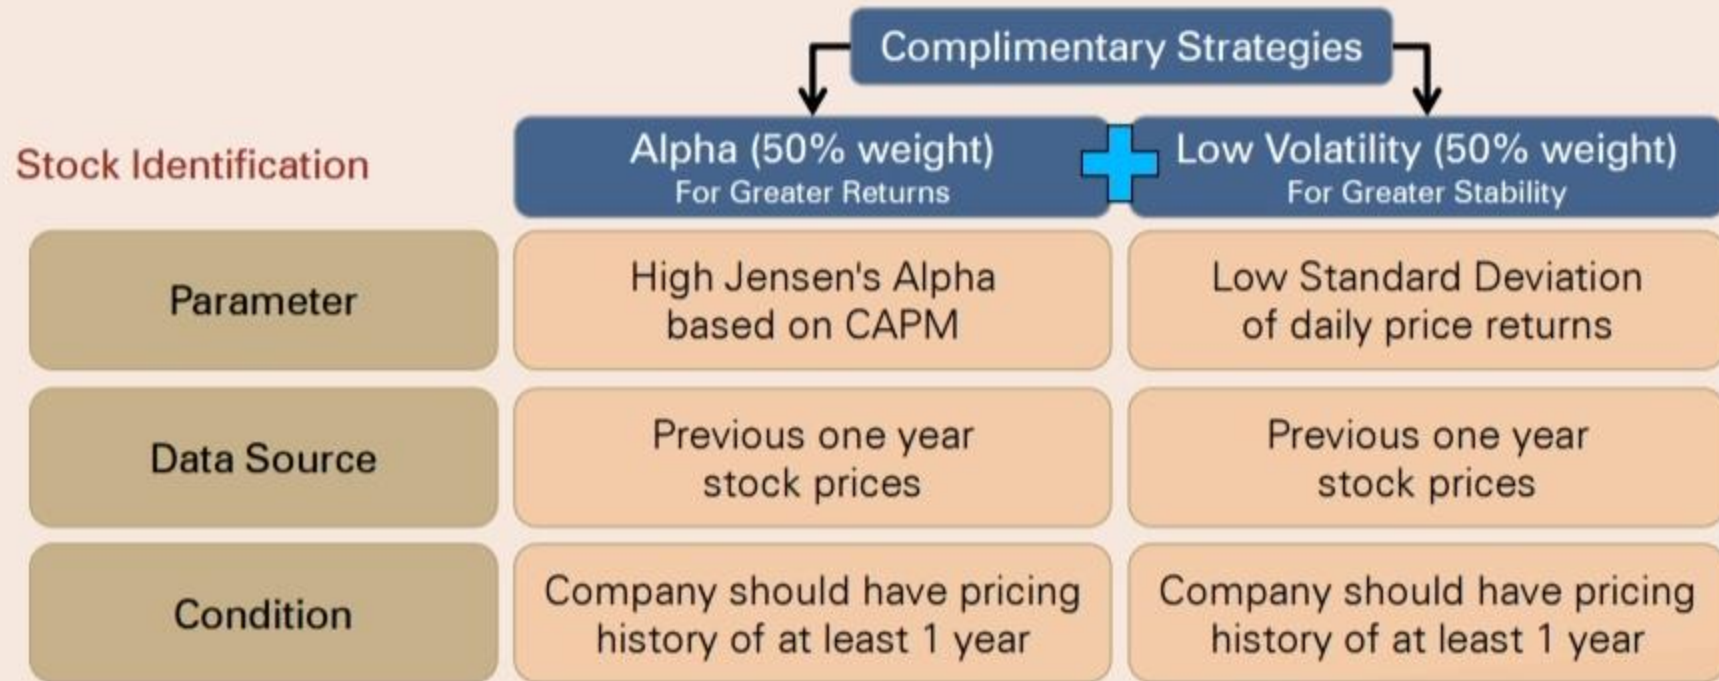 Complimentary Strategies
Stock Identification
Alpha (50% weight)
For Greater Returns
Low Volatility (50% weight)
For Greater Stability
Parameter
High Jensen's Alpha
based on CAPM
Low Standard Deviation
of daily price returns
Data Source
Previous one year
stock prices
Previous one year
stock prices
Condition
Company should have pricing
history of at least 1 year
Company should have pricing
history of at least 1 year